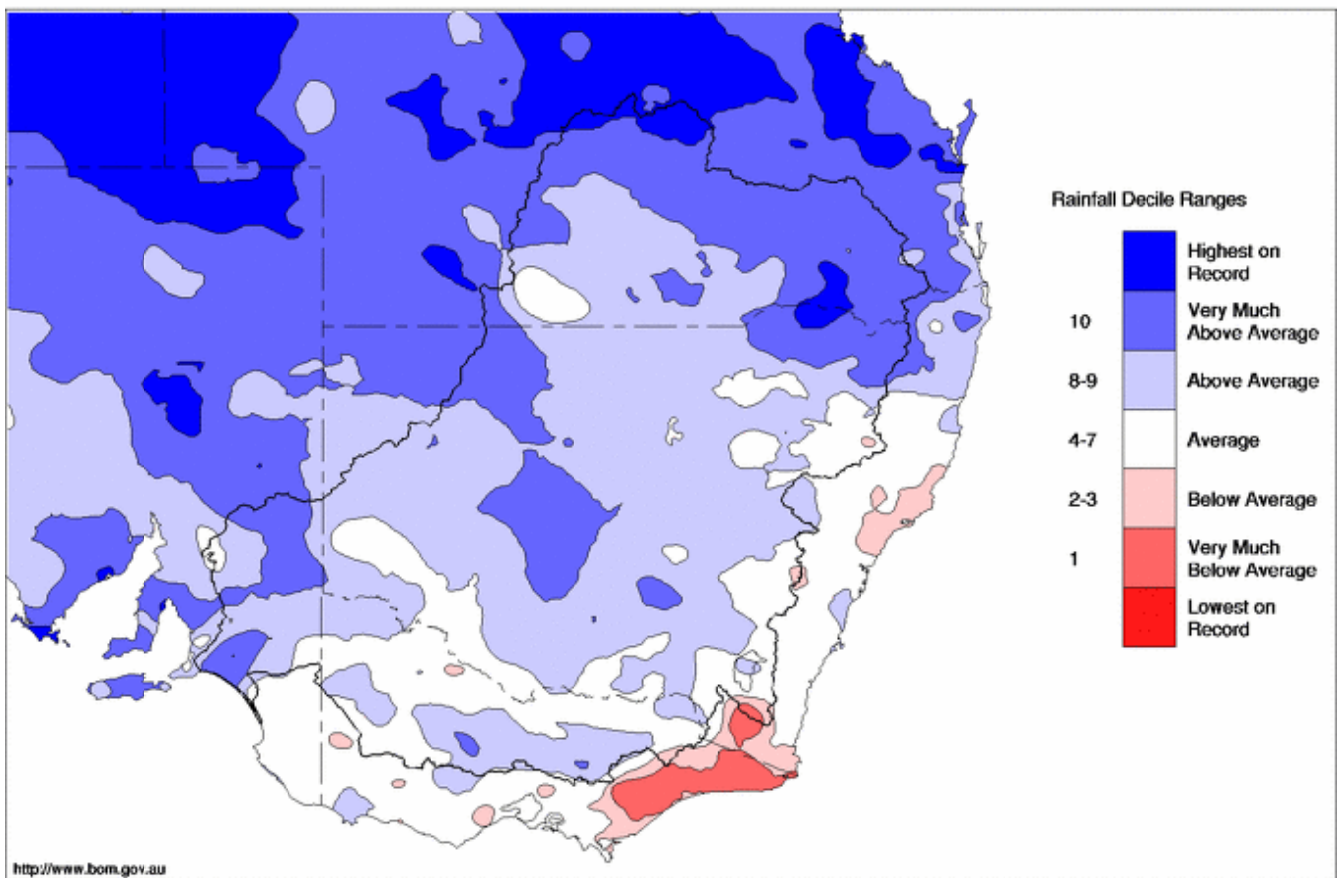 Rainfall Decile Ranges
Highest on
Record
10
Very Much
Above Average
8-9
Above Average
4-7
Average
2-3
Below Average
1
Very Much
Below Average
Lowest on
Record
http://www.bom.gov.au